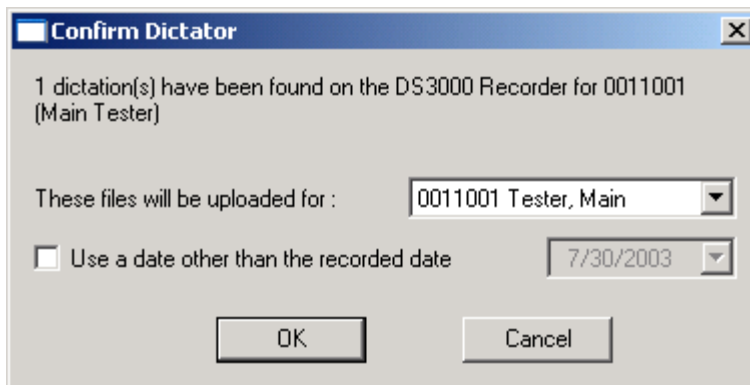 Confirm Dictator
1 dictation(s) have been found on the DS3000 Recorder for 0011001
(Main Tester)
These files will be uploaded for : 0011001 Tester, Main
Use a date other than the recorded date 7/30/2003
OK Cancel